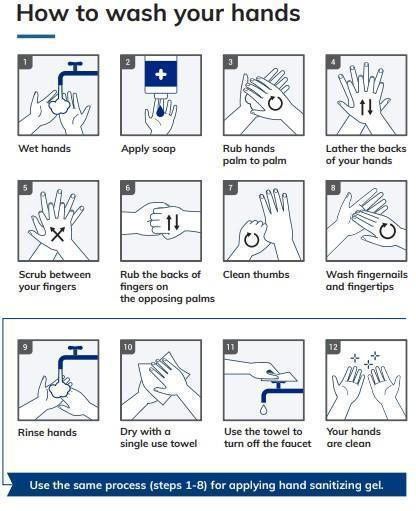 How to wash your hands
1
Wet hands
2
Apply soap
3
Rub hands
palm to palm
4
Lather the backs
of your hands
5
Scrub between
your fingers
6
Rub the backs of
fingers on
the opposing palms
7
Clean thumbs
8
Wash fingernails
and fingertips
9
Rinse hands
10
Dry with a
single use towel
11
Use the towel to
turn off the faucet
12
Your hands
are clean
Use the same process (steps 1-8) for applying hand sanitizing gel.